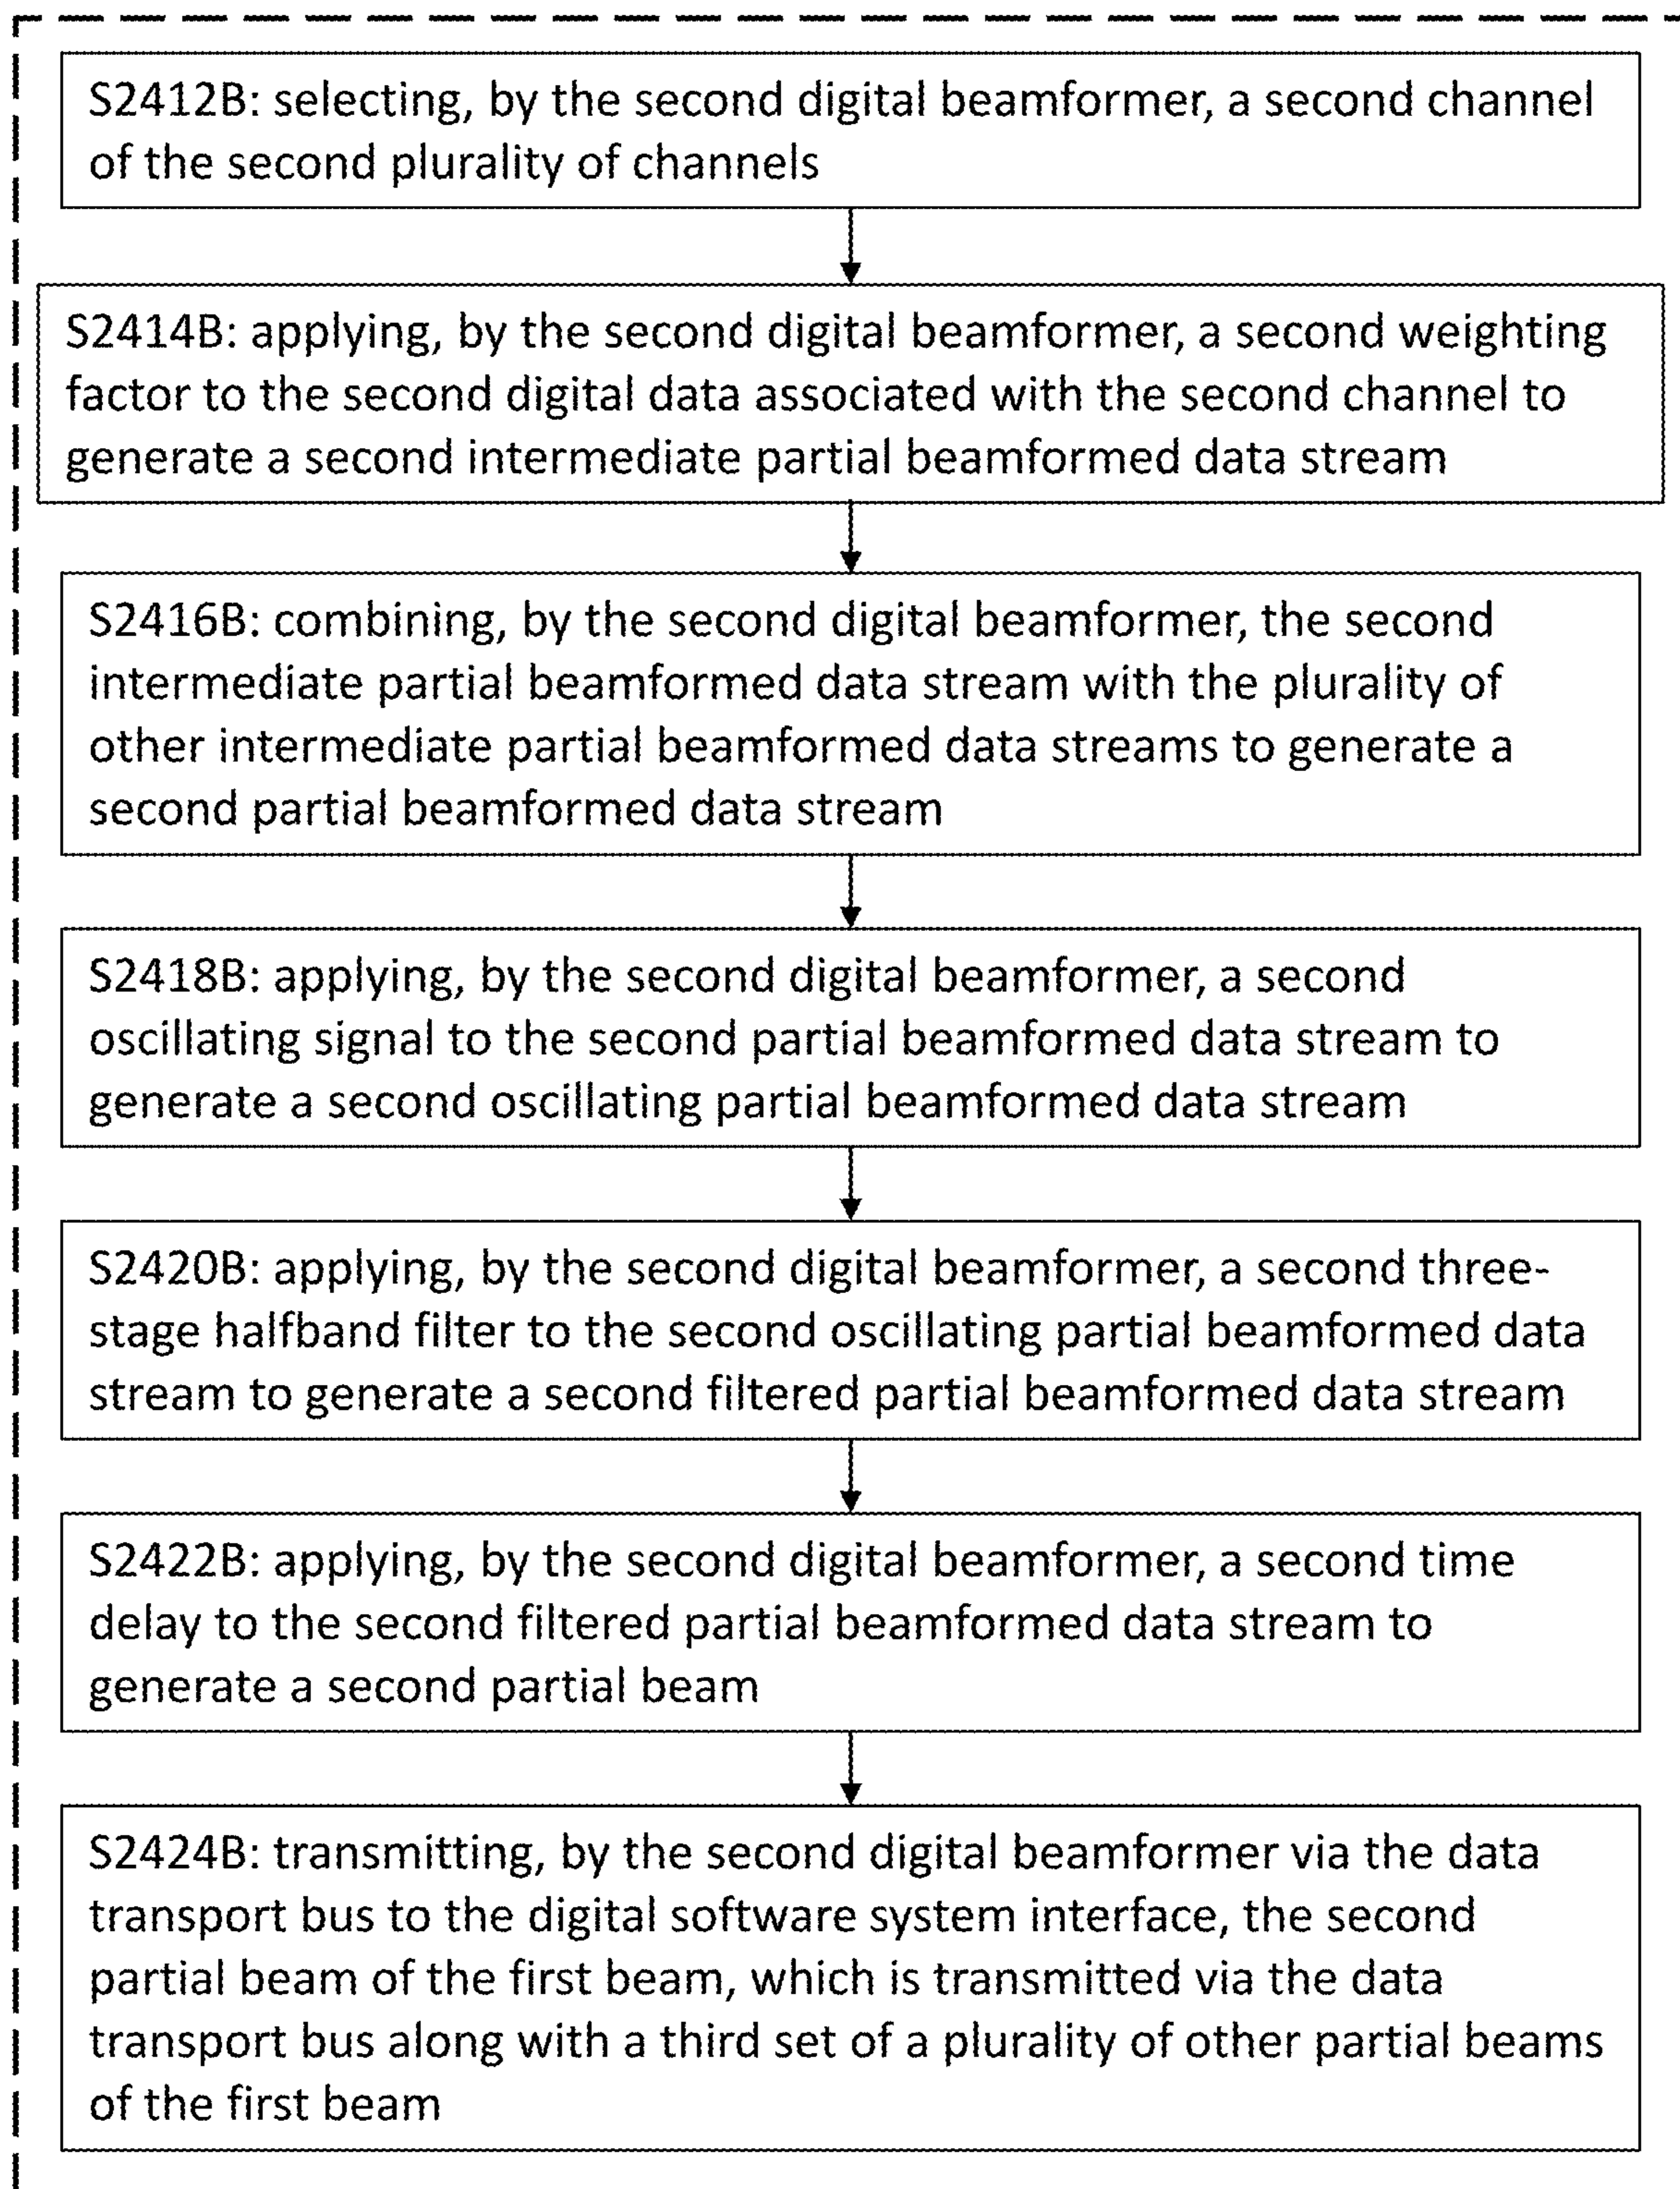 S2412B: selecting, by the second digital beamformer, a second channel
of the second plurality of channels
S2414B: applying, by the second digital beamformer, a second weighting
factor to the second digital data associated with the second channel to
generate a second intermediate partial beamformed data stream
S2416B: combining, by the second digital beamformer, the second
intermediate partial beamformed data stream with the plurality of
other intermediate partial beamformed data streams to generate a
second partial beamformed data stream
S2418B: applying, by the second digital beamformer, a second
oscillating signal to the second partial beamformed data stream to
generate a second oscillating partial beamformed data stream
S2420B: applying, by the second digital beamformer, a second three-
stage halfband filter to the second oscillating partial beamformed data
stream to generate a second filtered partial beamformed data stream
S2422B: applying, by the second digital beamformer, a second time
delay to the second filtered partial beamformed data stream to
generate a second partial beam
S2424B: transmitting, by the second digital beamformer via the data
transport bus to the digital software system interface, the second
partial beam of the first beam, which is transmitted via the data
transport bus along with a third set of a plurality of other partial beams
of the first beam